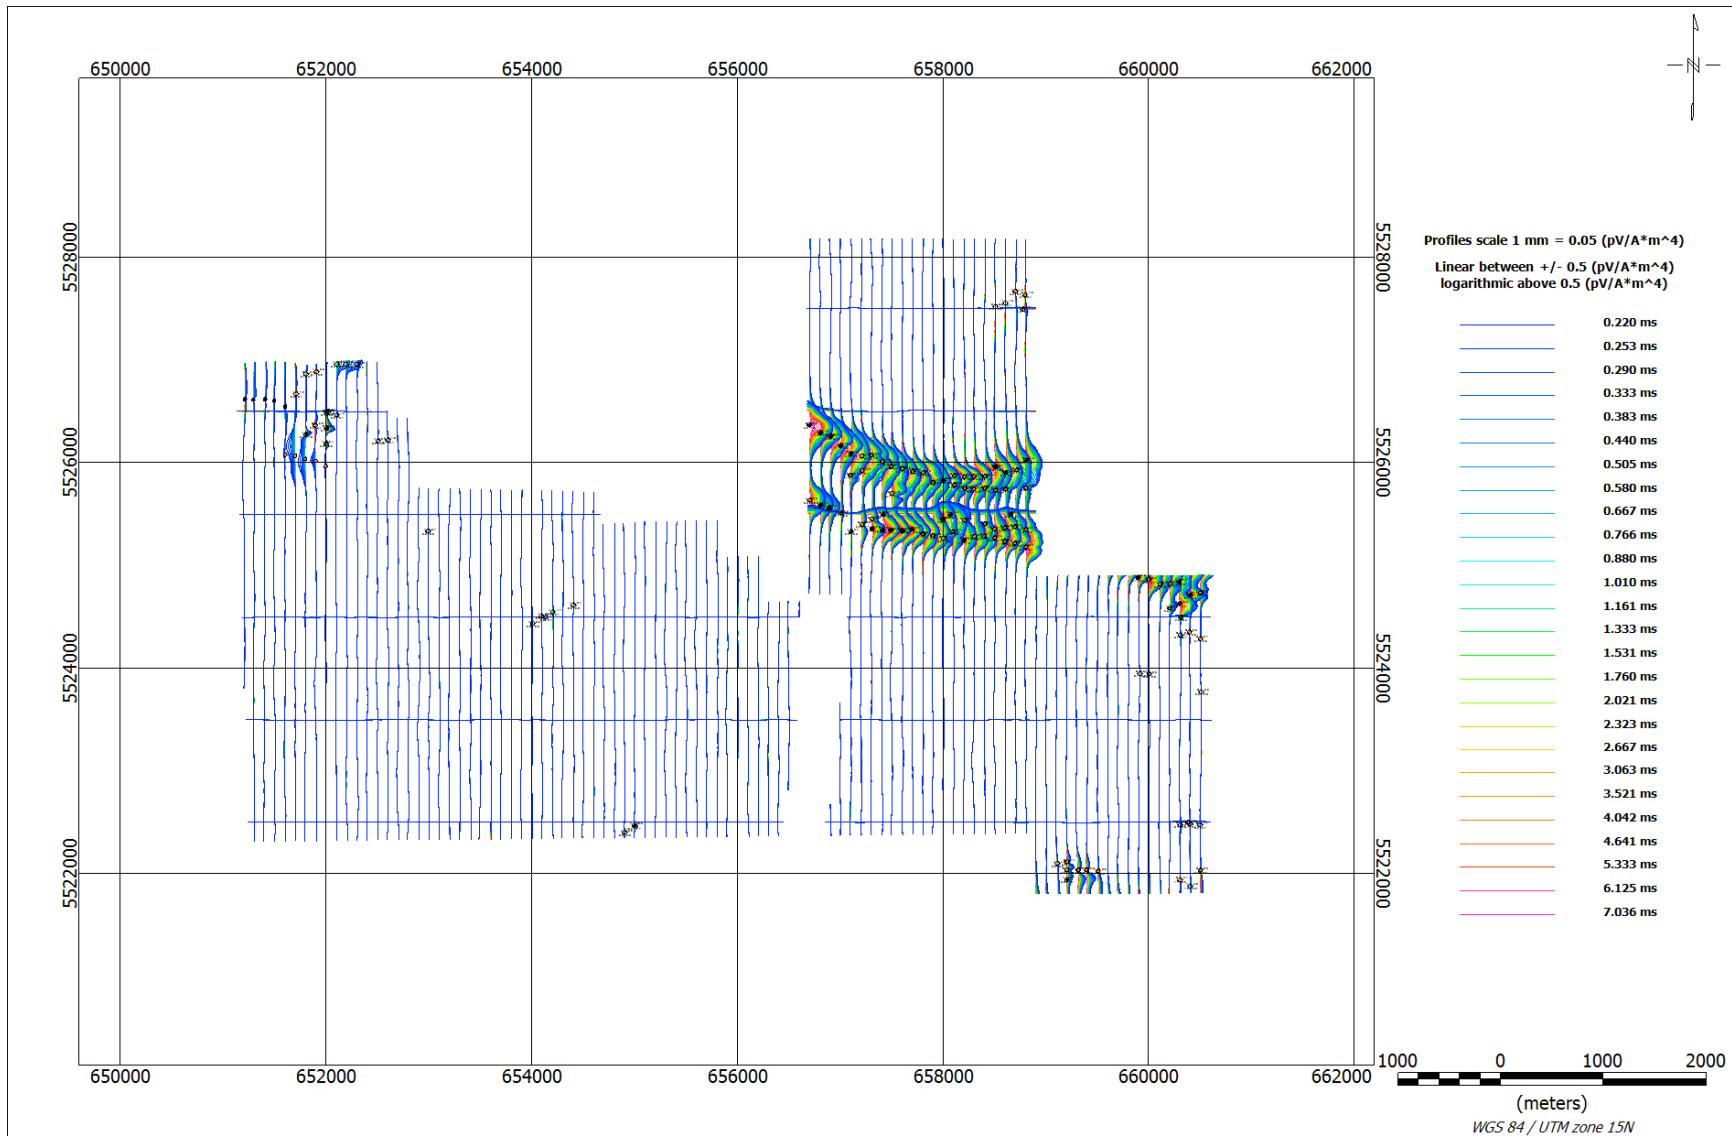 650000 652000 654000 656000 658000 660000 662000
N
5528000 5528000
5526000 5526000
5524000 5524000
5522000 5522000
650000 652000 654000 656000 658000 660000 662000
Profiles scale 1 mm = 0.05 (pV/A*m^4)
Linear between +/- 0.5 (pV/A*m^4)
logarithmic above 0.5 (pV/A*m^4)
0.220 ms
0.253 ms
0.290 ms
0.333 ms
0.383 ms
0.440 ms
0.505 ms
0.580 ms
0.667 ms
0.766 ms
0.880 ms
1.010 ms
1.161 ms
1.333 ms
1.531 ms
1.760 ms
2.021 ms
2.323 ms
2.667 ms
3.063 ms
3.521 ms
4.042 ms
4.641 ms
5.333 ms
6.125 ms
7.036 ms
1000 0 1000 2000
(meters)
WGS 84 / UTM zone 15N